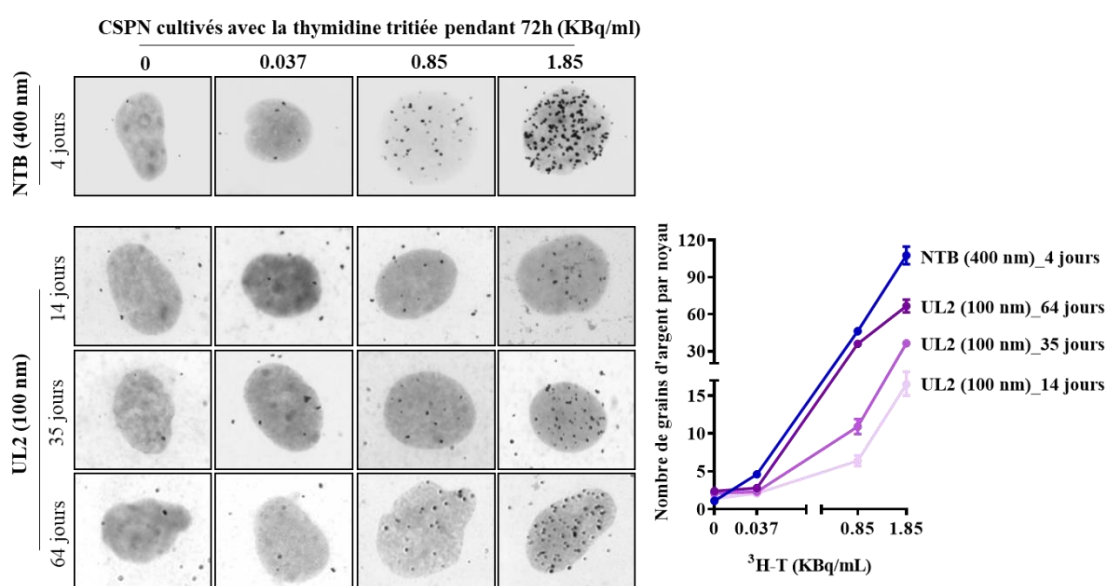 CSPN cultivés avec la thymidine tritiée pendant 72h (KBq/ml)
0 0.037 0.85 1.85
NTB (400 nm)
4 jours
UL2 (100 nm)
14 jours
35 jours
64 jours
Nombre de grains d'argent par noyau
120
90
60
30
15
10
5
0
0 0.037 0.85 1.85
³H-T (KBq/mL)
NTB (400 nm)_4 jours
UL2 (100 nm)_64 jours
UL2 (100 nm)_35 jours
UL2 (100 nm)_14 jours